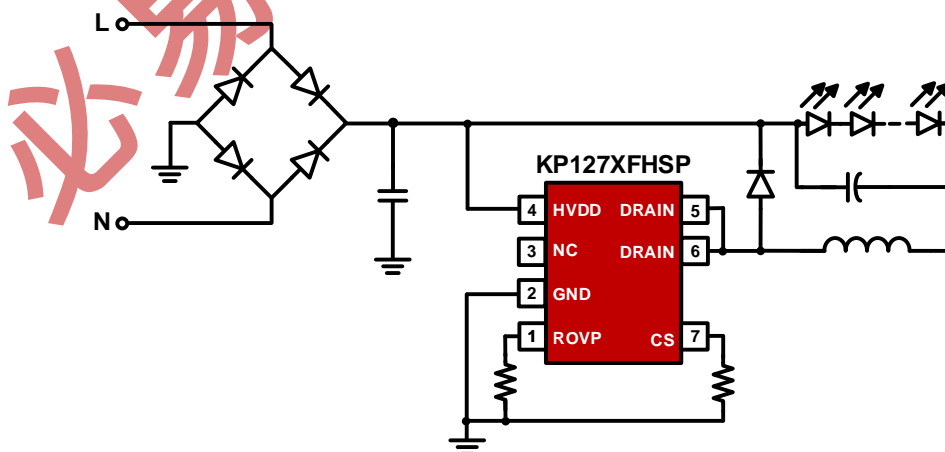 必易
L
N
KP127XFHSP
4 HVDD DRAIN 5
3 NC DRAIN 6
2 GND
1 ROVP CS 7